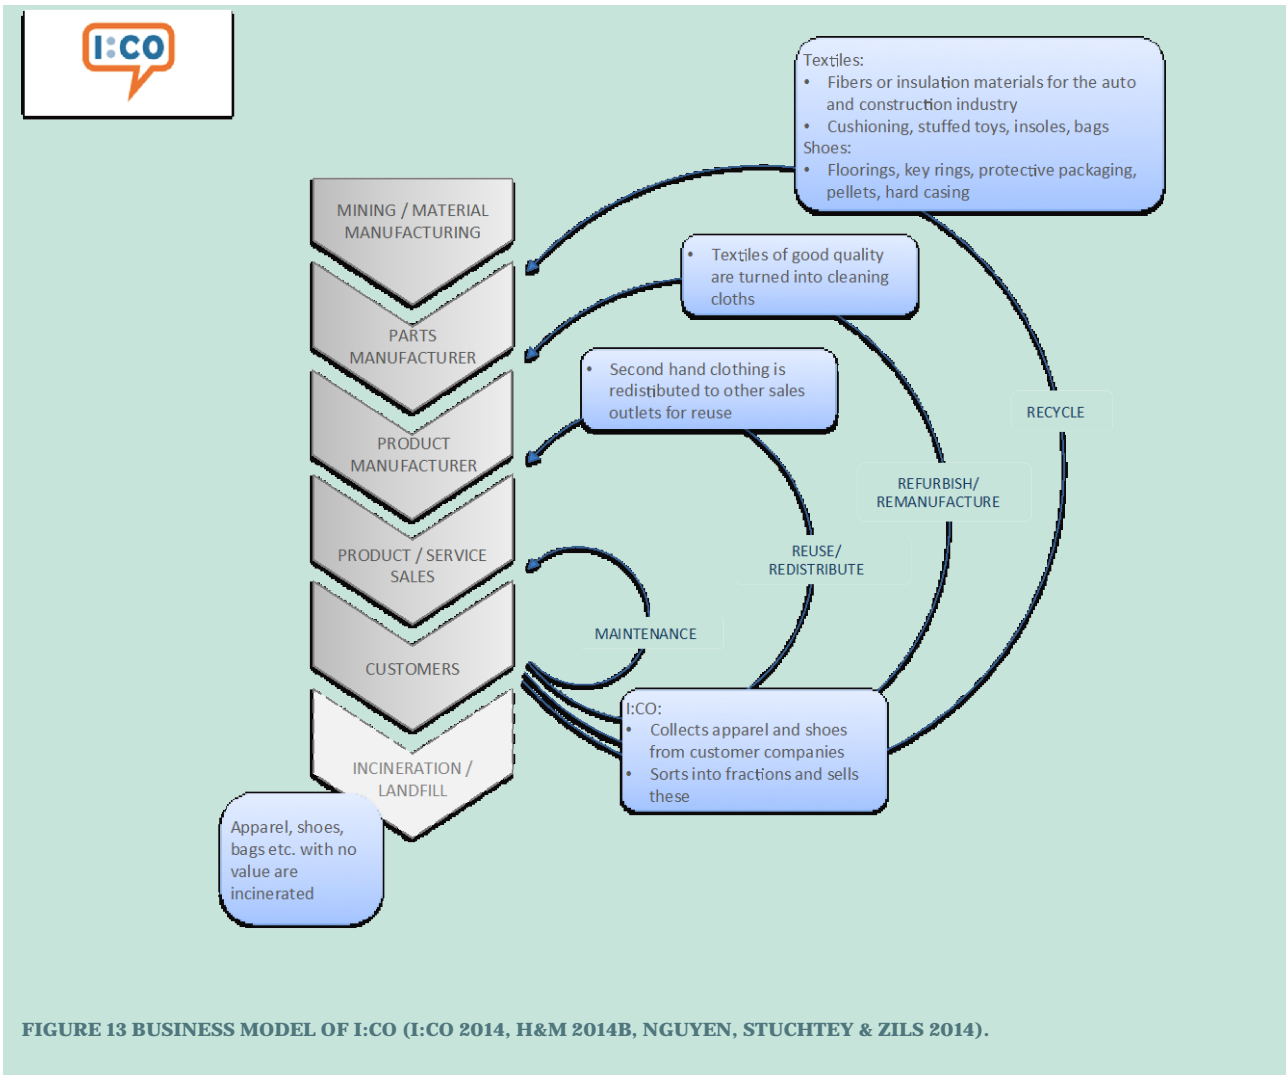 I:CO
Textiles:
• Fibers or insulation materials for the auto
and construction industry
• Cushioning, stuffed toys, insoles, bags
Shoes:
• Floorings, key rings, protective packaging,
pellets, hard casing
MINING / MATERIAL
MANUFACTURING
• Textiles of good quality
are turned into cleaning
cloths
PARTS
MANUFACTURER
• Second hand clothing is
redistibuted to other sales
outlets for reuse
RECYCLE
PRODUCT
MANUFACTURER
REFURBISH/
REMANUFACTURE
PRODUCT / SERVICE
SALES
REUSE/
REDISTRIBUTE
MAINTENANCE
CUSTOMERS
I:CO:
• Collects apparel and shoes
from customer companies
• Sorts into fractions and sells
these
INCINERATION /
LANDFILL
Apparel, shoes,
bags etc. with no
value are
incinerated
FIGURE 13 BUSINESS MODEL OF I:CO (I:CO 2014, H&M 2014B, NGUYEN, STUCHTEY & ZILS 2014).